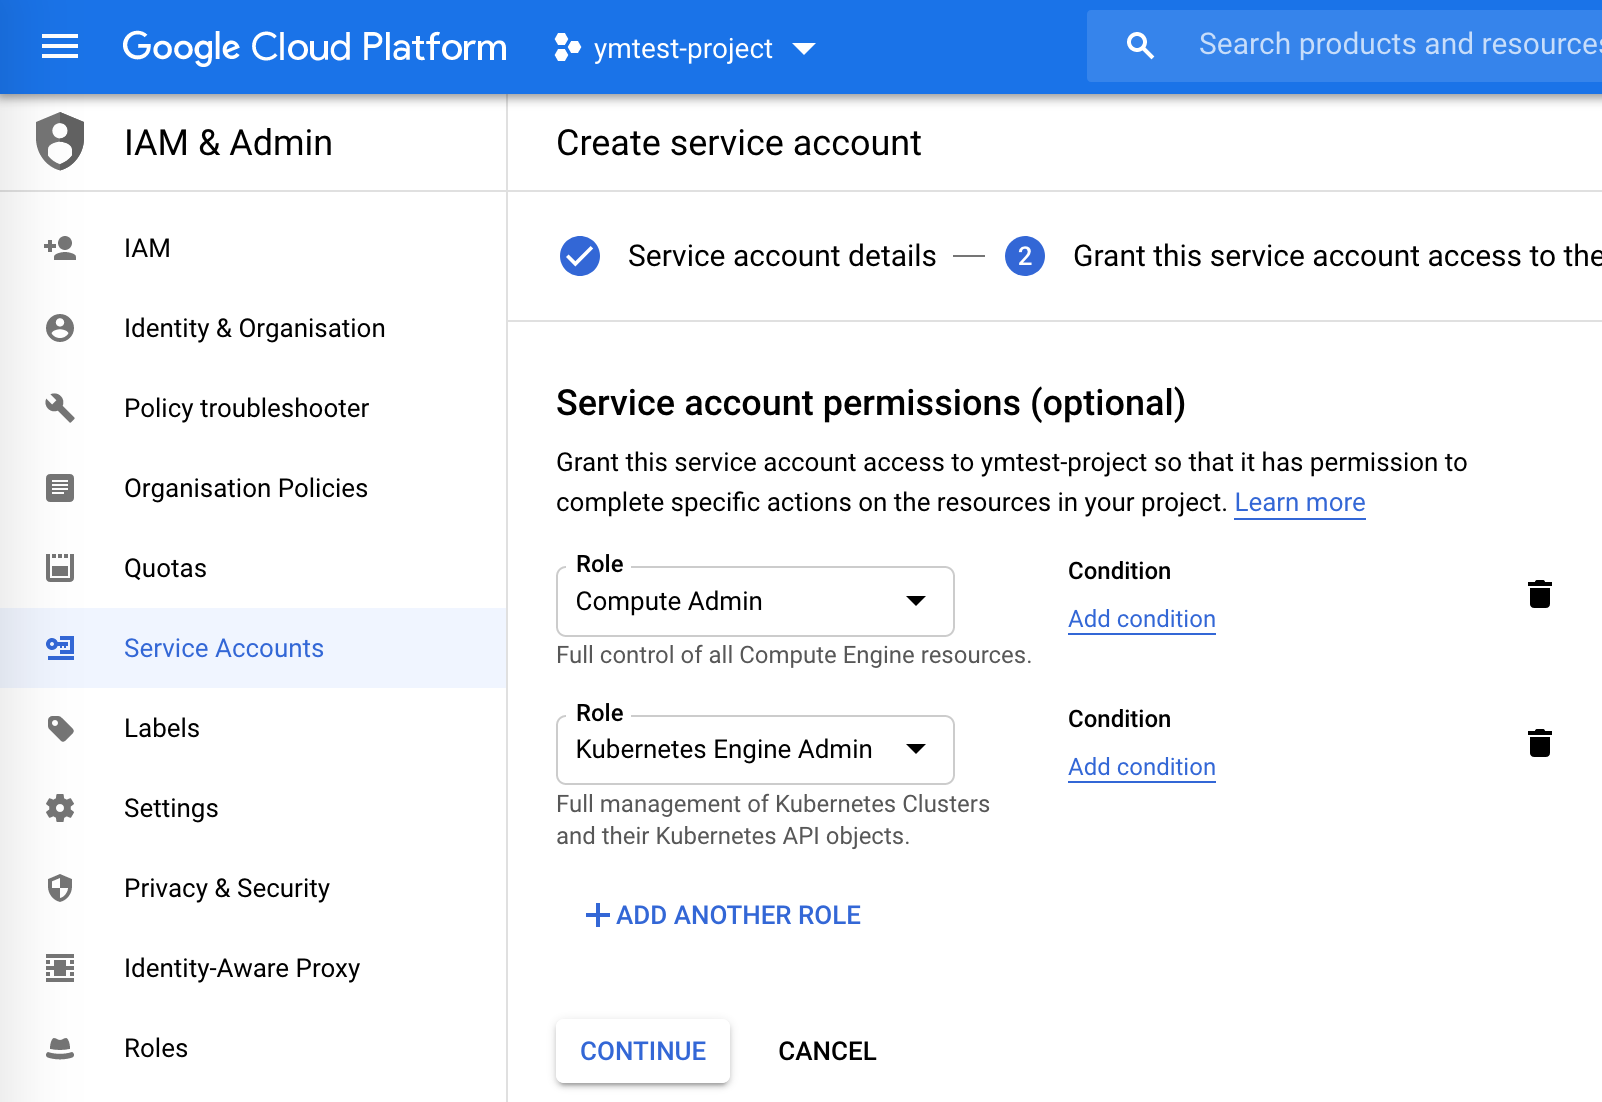 Google Cloud Platform
ymtest-project
Search products and resources
IAM & Admin
Create service account
IAM
Identity & Organisation
Policy troubleshooter
Organisation Policies
Quotas
Service Accounts
Labels
Settings
Privacy & Security
Identity-Aware Proxy
Roles
Service account details
2
Grant this service account access to the
Service account permissions (optional)
Grant this service account access to ymtest-project so that it has permission to
complete specific actions on the resources in your project. Learn more
Role
Compute Admin
Full control of all Compute Engine resources.
Condition
Add condition
Role
Kubernetes Engine Admin
Full management of Kubernetes Clusters
and their Kubernetes API objects.
Condition
Add condition
ADD ANOTHER ROLE
CONTINUE
CANCEL